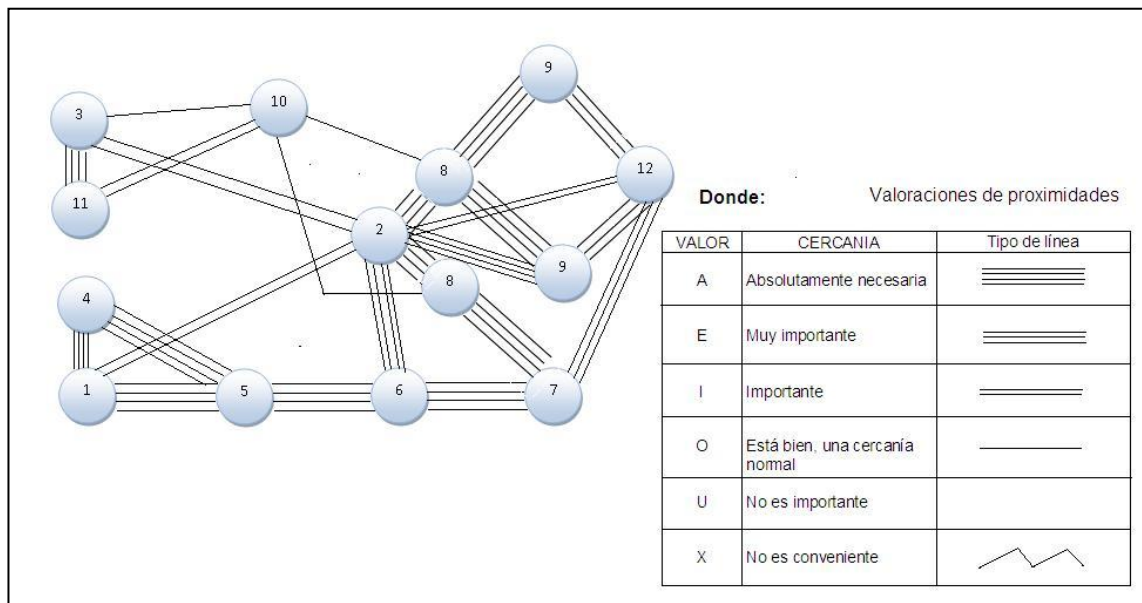 9
3
10
8
12
11
2
9
8
4
1
5
6
7
Donde:
Valoraciones de proximidades
VALOR CERCANIA Tipo de línea
A Absolutamente necesaria
E Muy importante
I Importante
O Está bien, una cercanía
normal
U No es importante
X No es conveniente